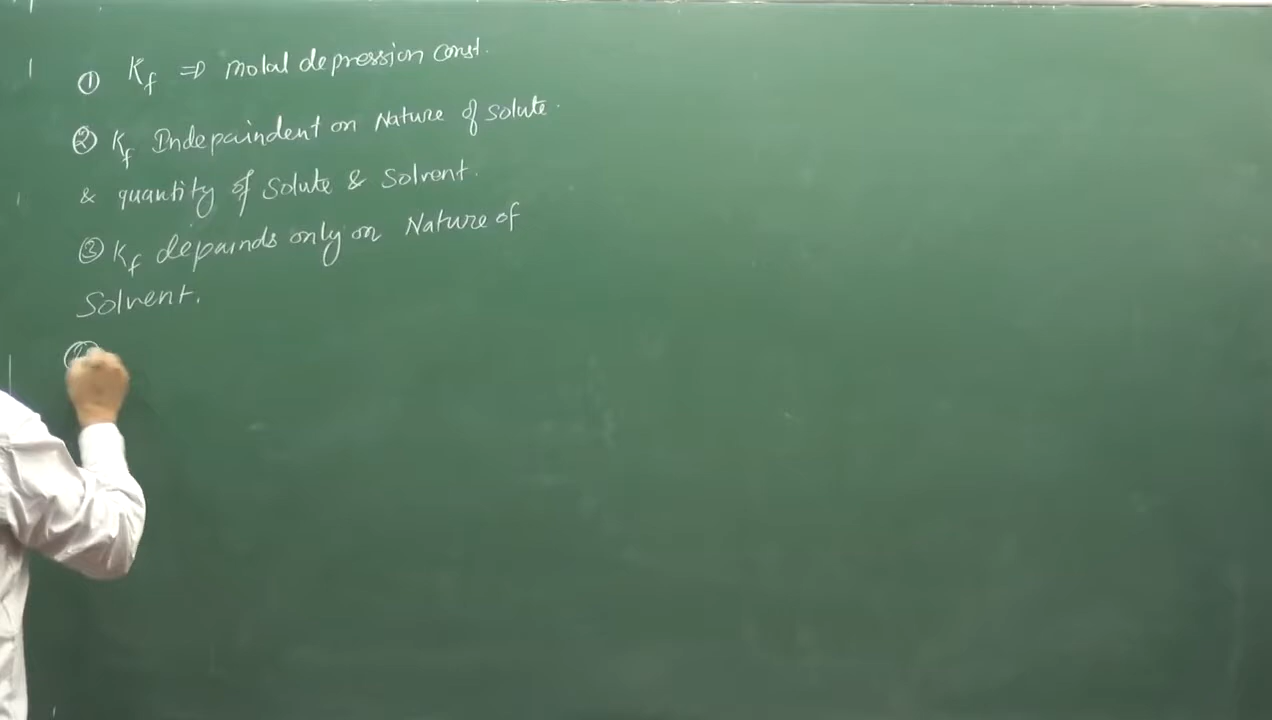 ① Kf ⇒ molal depression const.
② Kf Indepaindent on Nature of solute.
& quantity of Solute & Solvent.
③ Kf depainds only on Nature of
Solvent.